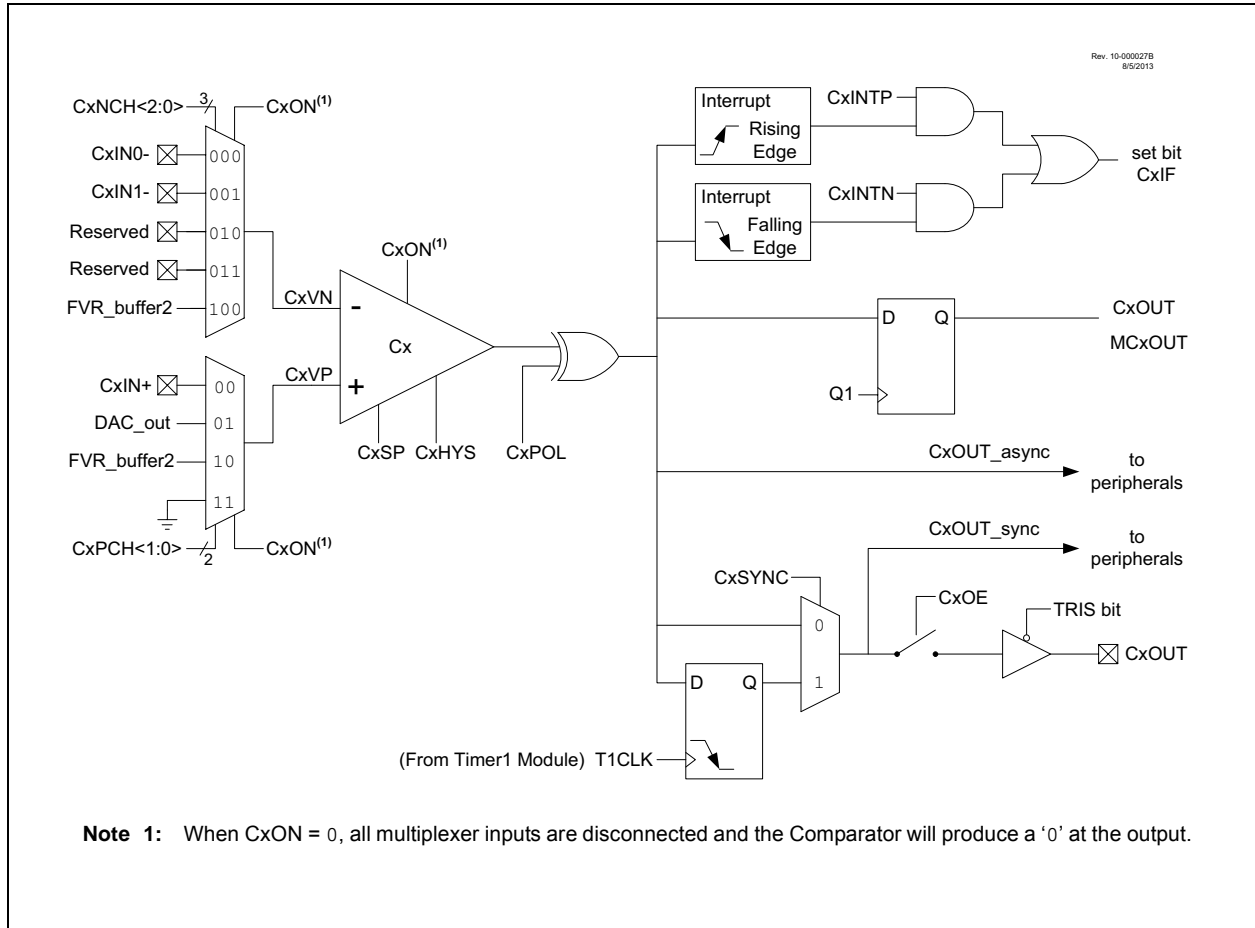 Rev. 10-000027B
8/5/2013
CxNCH<2:0>
3
CxON(1)
CxIN0-
000
CxIN1-
001
Reserved
010
Reserved
011
FVR_buffer2
100
CxIN+
00
DAC_out
01
FVR_buffer2
10
11
CxPCH<1:0>
2
CxON(1)
CxVN
CxVP
CxON(1)
-
Cx
+
CxSP
CxHYS
CxPOL
Interrupt
Rising
Edge
CxINTP
Interrupt
Falling
Edge
CxINTN
set bit
CxIF
D
Q
Q1
CxOUT
MCxOUT
CxOUT_async
to
peripherals
CxOUT_sync
to
peripherals
CxSYNC
0
1
CxOE
TRIS bit
CxOUT
D
Q
(From Timer1 Module) T1CLK
Note 1: When CxON = 0, all multiplexer inputs are disconnected and the Comparator will produce a ‘0’ at the output.